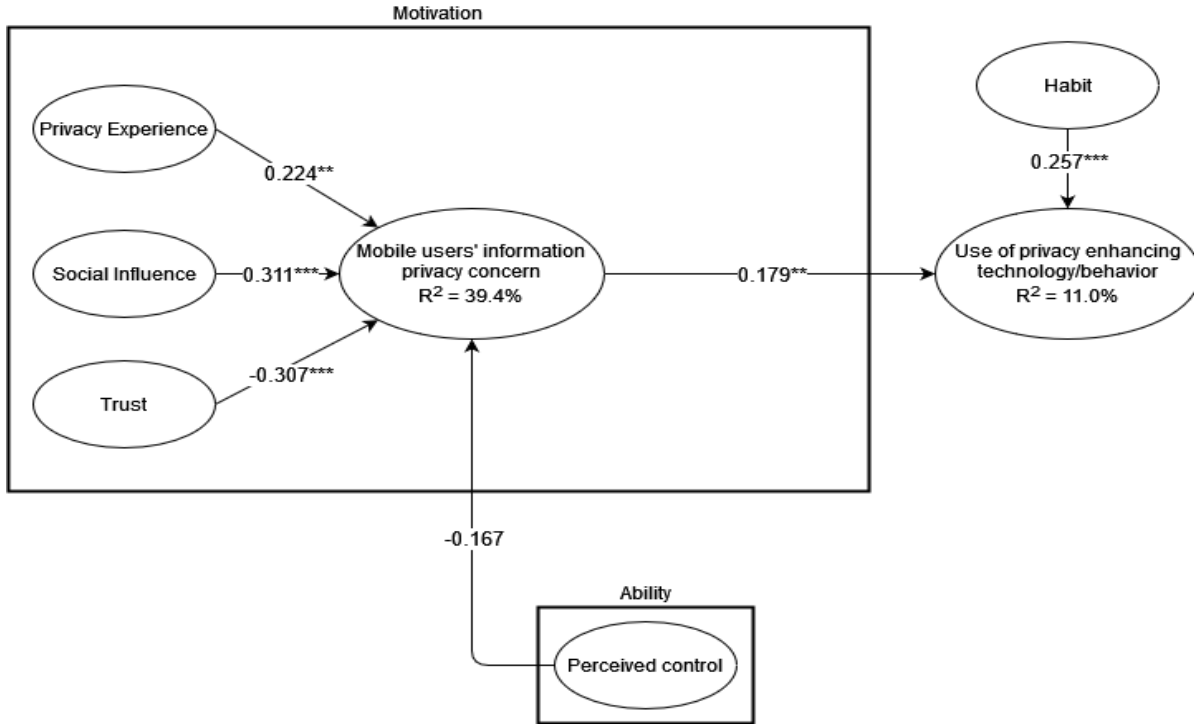 Motivation
Privacy Experience
0.224**
Social Influence
0.311***
Trust
-0.307***
Mobile users' information
privacy concern
R² = 39.4%
0.179**
Habit
0.257***
Use of privacy enhancing
technology/behavior
R² = 11.0%
-0.167
Ability
Perceived control